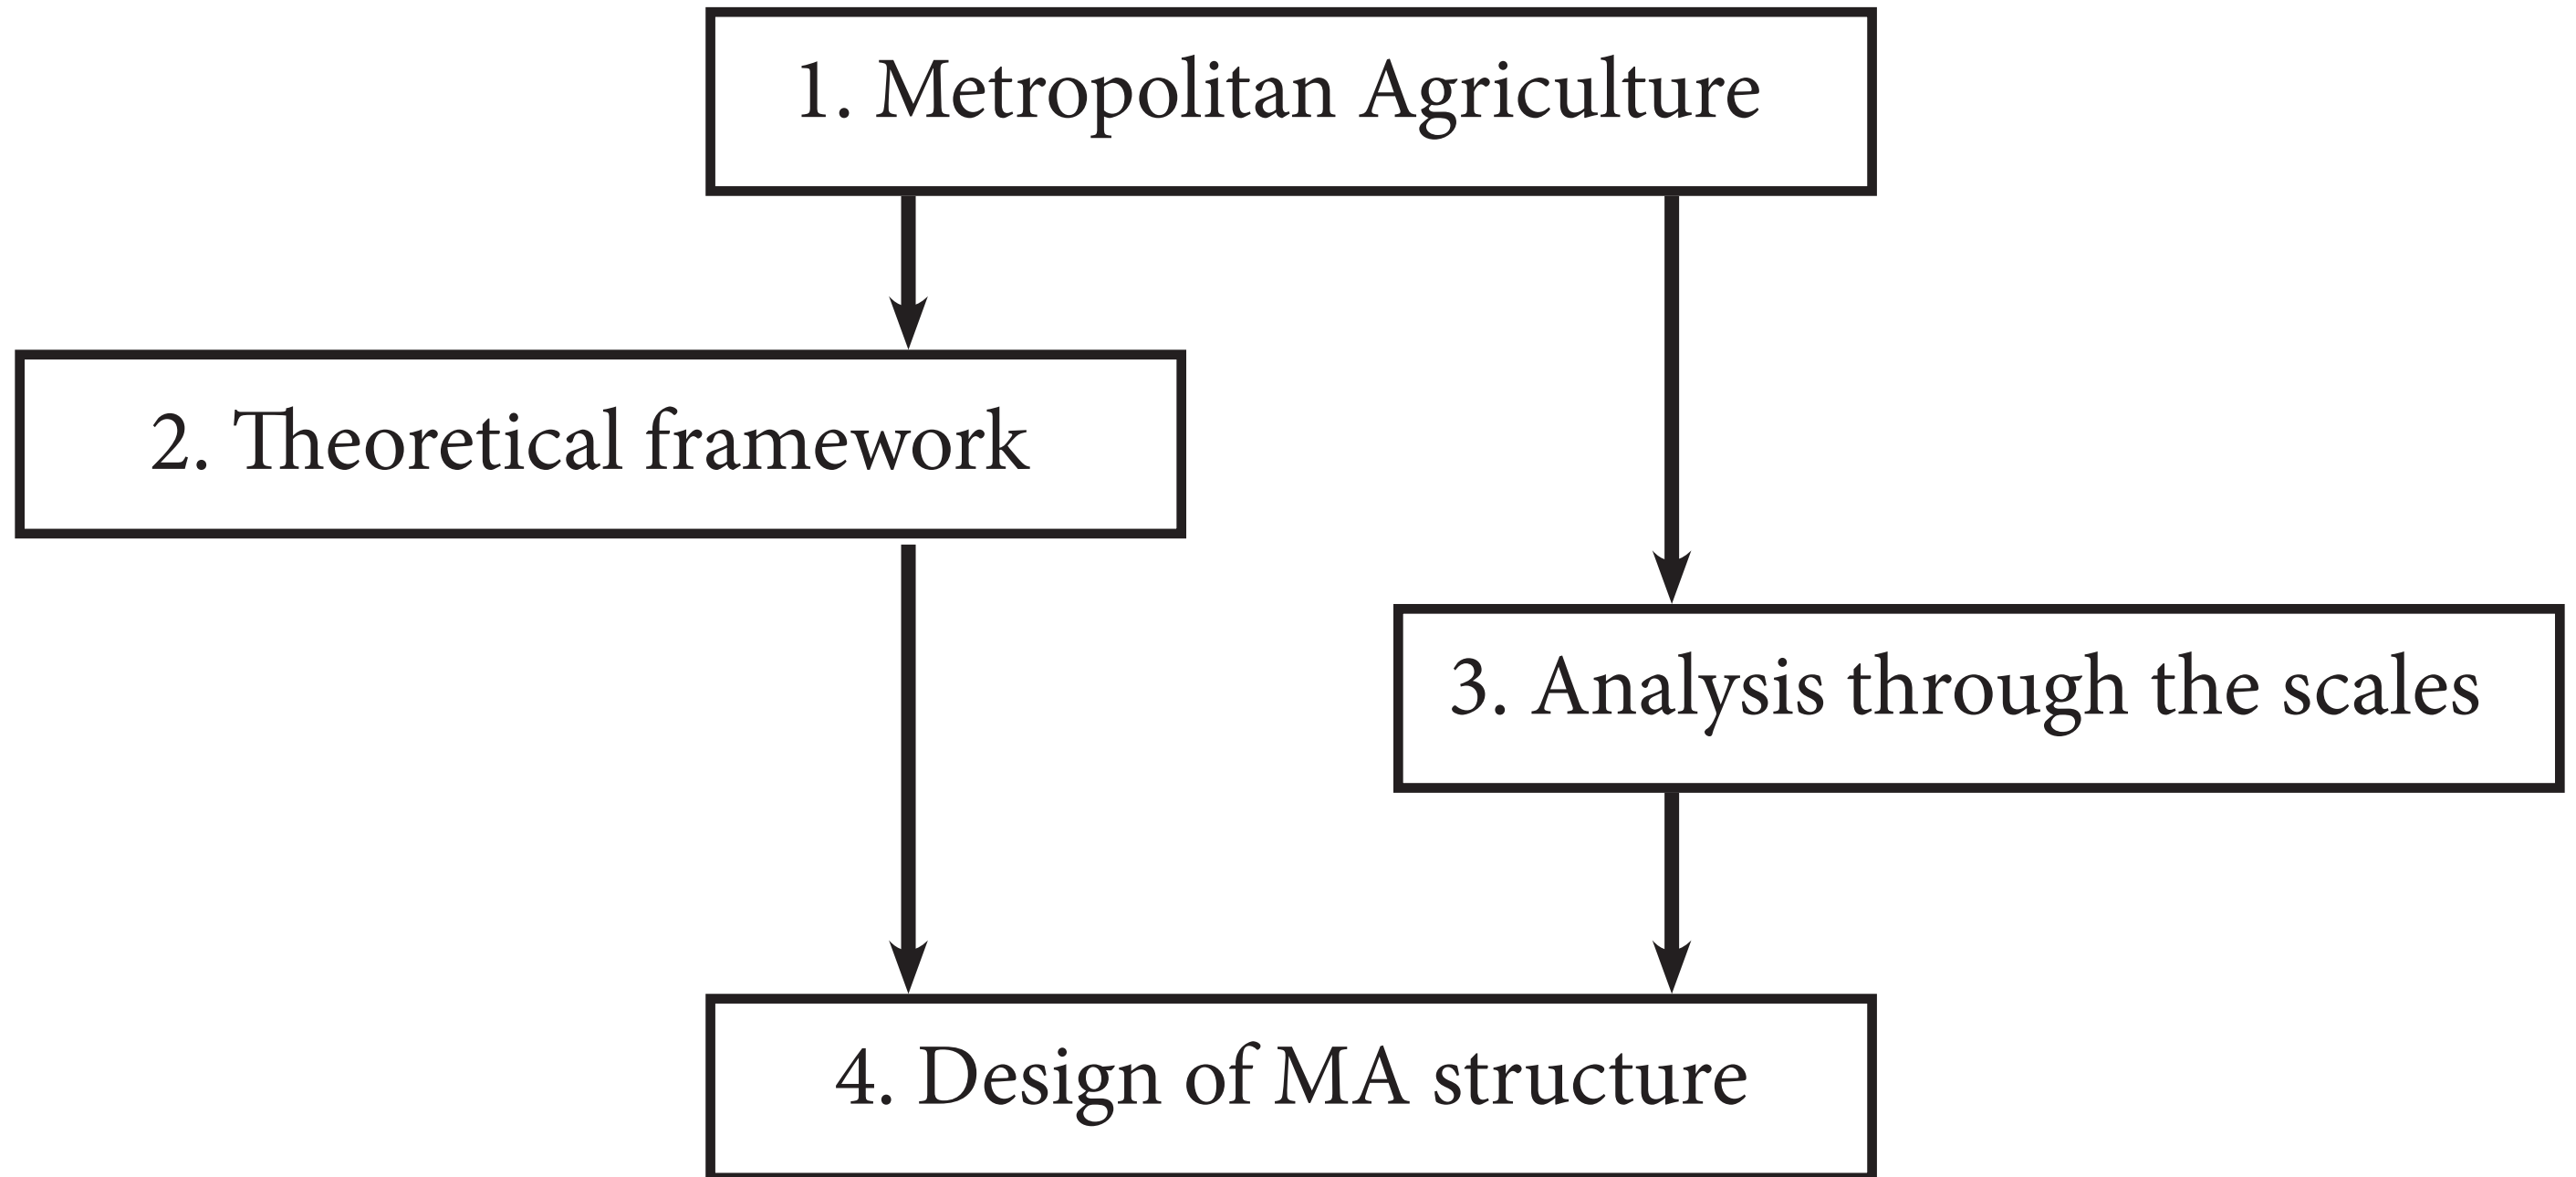 1. Metropolitan Agriculture
2. Theoretical framework
3. Analysis through the scales
4. Design of MA structure